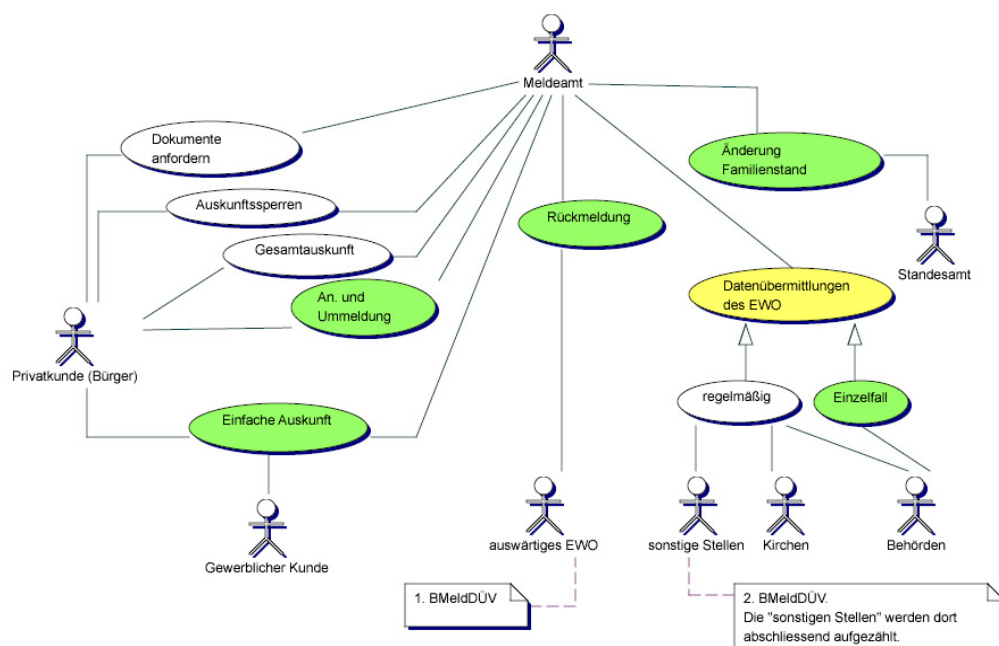 Meldeamt
Dokumente
anfordern
Änderung
Familienstand
Auskunftssperren
Rückmeldung
Gesamtauskunft
Standesamt
An. und
Ummeldung
Datenübermittlungen
des EWO
Privatkunde (Bürger)
regelmäßig
Einzelfall
Einfache Auskunft
auswärtiges EWO
sonstige Stellen
Kirchen
Behörden
Gewerblicher Kunde
1. BMeldDÜV
2. BMeldDÜV.
Die "sonstigen Stellen" werden dort
abschliessend aufgezählt.